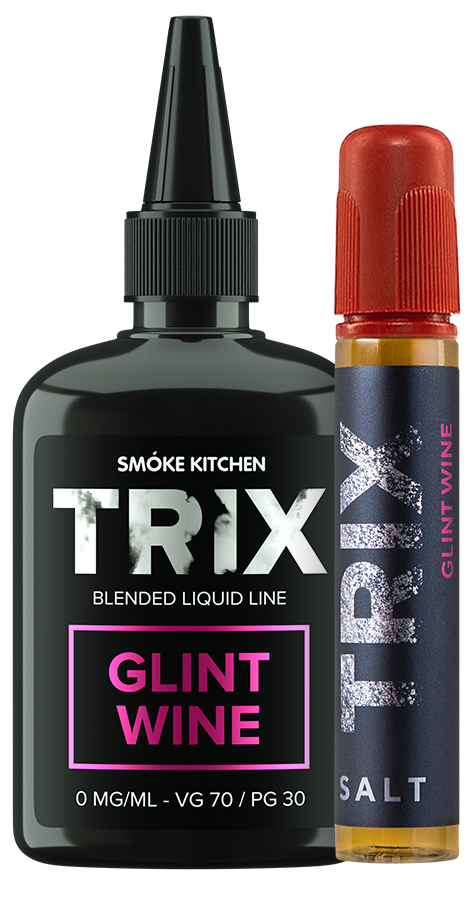 SMÓKE KITCHEN
TRIX
BLENDED LIQUID LINE
GLINT
WINE
0 MG/ML - VG 70 / PG 30
TRIX
GLINT WINE
SALT